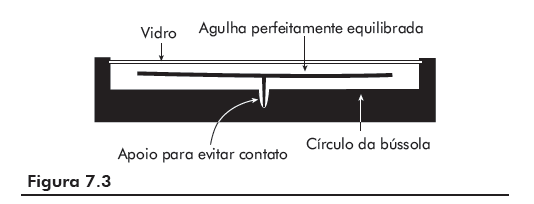 Vidro
Agulha perfeitamente equilibrada
Apoio para evitar contato
Círculo da bússola
Figura 7.3